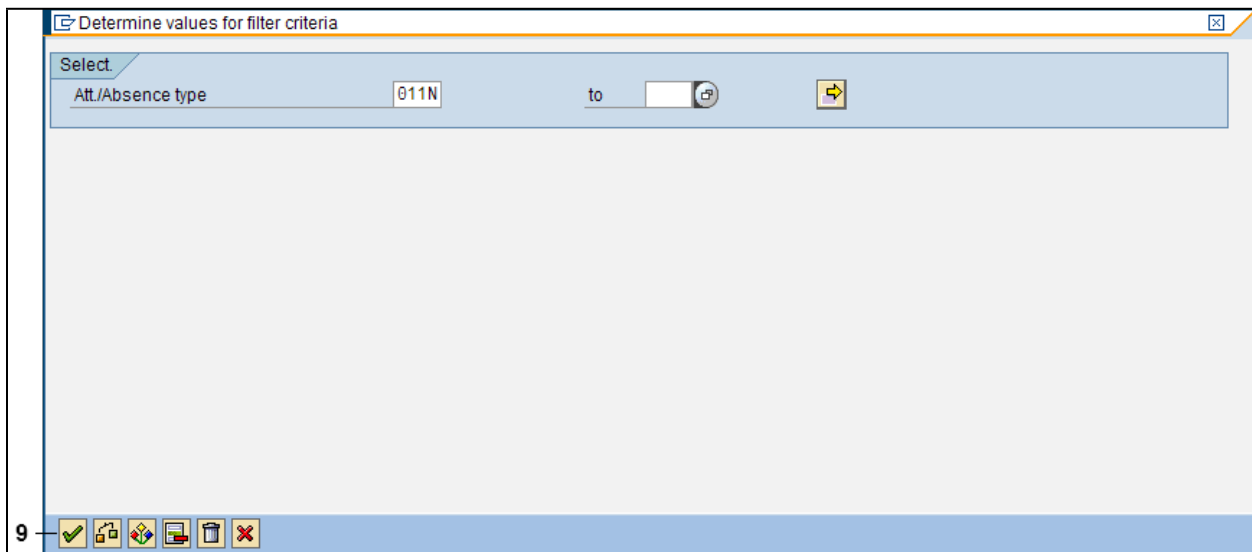 Determine values for filter criteria
Select.
Att./Absence type 011N to
9